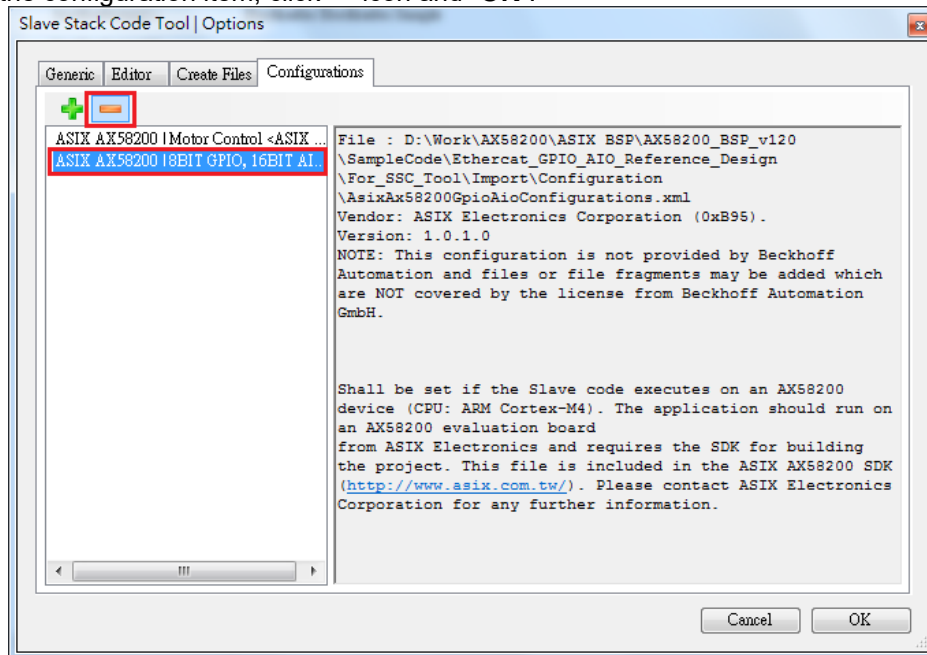 Slave Stack Code Tool | Options
Generic Editor Create Files Configurations
ASIX AX58200 | Motor Control <ASIX ...
ASIX AX58200 | 8BIT GPIO, 16BIT AI...
File : D:\Work\AX58200\ASIX BSP\AX58200_BSP_v120
\SampleCode\Ethercat_GPIO_AIO_Reference_Design
\For_SSC_Tool\Import\Configuration
\AsixAx58200GpioAioConfigurations.xml
Vendor: ASIX Electronics Corporation (0xB95).
Version: 1.0.1.0
NOTE: This configuration is not provided by Beckhoff
Automation and files or file fragments may be added which
are NOT covered by the license from Beckhoff Automation
GmbH.
Shall be set if the Slave code executes on an AX58200
device (CPU: ARM Cortex-M4). The application should run on
an AX58200 evaluation board
from ASIX Electronics and requires the SDK for building
the project. This file is included in the ASIX AX58200 SDK
(http://www.asix.com.tw/). Please contact ASIX Electronics
Corporation for any further information.
Cancel OK